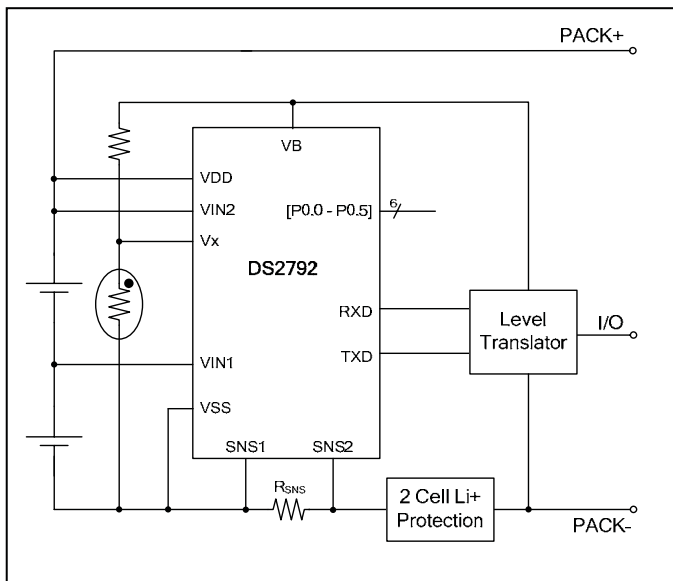 PACK+
VB
VDD
VIN2
[P0.0 - P0.5]
6
Vx
DS2792
RXD
Level
Translator
I/O
TXD
VIN1
VSS
SNS1
SNS2
RSNS
2 Cell Li+
Protection
PACK-